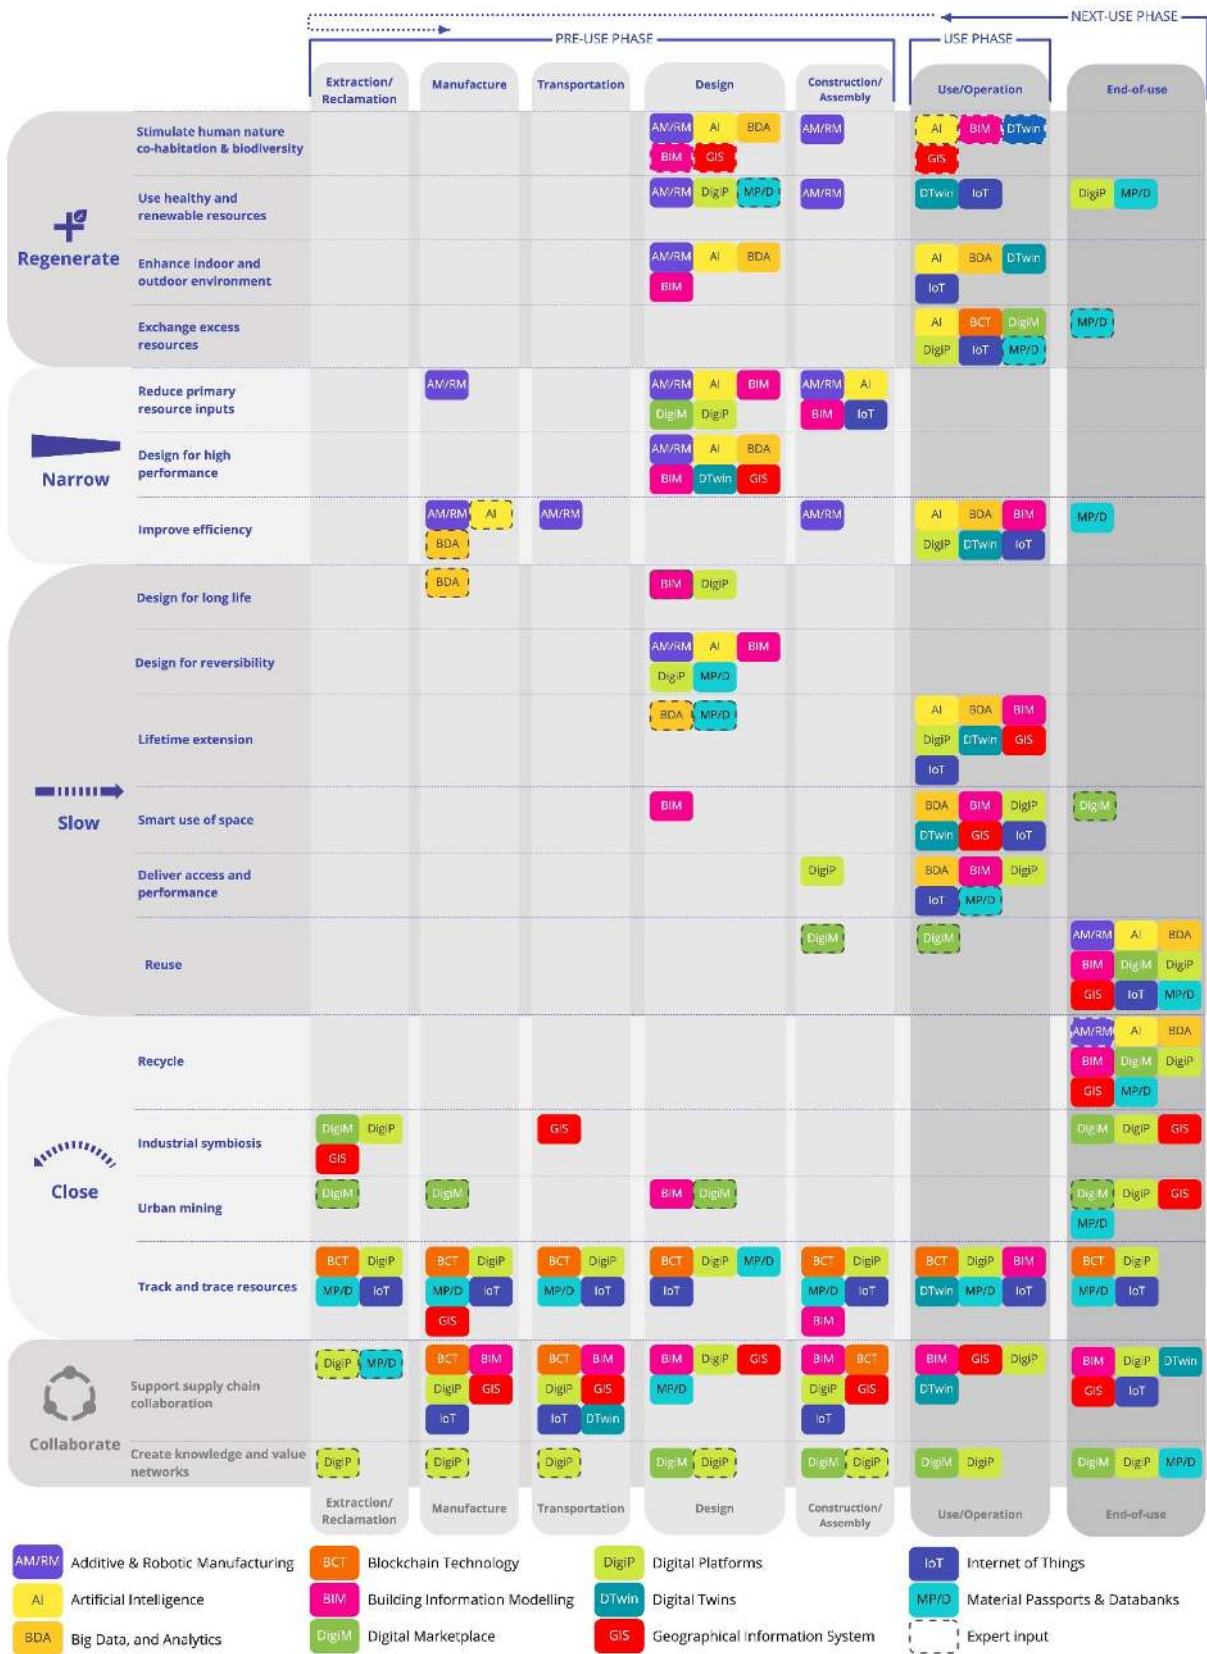 NEXT-USE PHASE
PRE-USE PHASE USE PHASE
Extraction/ Reclamation Manufacture Transportation Design Construction/ Assembly Use/Operation End-of-use
Regenerate
Stimulate human nature
co-habitation & biodiversity
AM/RM AI BDA AM/RM AI BIM DTwin
BIM GIS GIS
Use healthy and
renewable resources
AM/RM DigiP MP/D AM/RM DTwin IoT DigiP MP/D
Enhance indoor and
outdoor environment
AM/RM AI BDA AI BDA DTwin
BIM IoT
Exchange excess
resources
AI BCT DigiM MP/D
DigiP IoT MP/D
Narrow
Reduce primary
resource inputs
AM/RM AM/RM AI BIM AM/RM AI
DigiM DigiP BIM IoT
Design for high
performance
AM/RM AI BDA
BIM DTwin GIS
Improve efficiency
AM/RM AI AM/RM AM/RM AI BDA BIM MP/D
BDA DigiP DTwin IoT
Slow
Design for long life
BDA BIM DigiP
Design for reversibility
AM/RM AI BIM
DigiP MP/D
Lifetime extension
BDA MP/D AI BDA BIM
DigiP DTwin GIS
IoT
Smart use of space
BIM BDA BIM DigiP DigiM
DTwin GIS IoT
Deliver access and
performance
DigiP BDA BIM DigiP
IoT MP/D
Reuse
DigiM DigiM AM/RM AI BDA
BIM DigiM DigiP
GIS IoT MP/D
Close
Recycle
AM/RM AI BDA
BIM DigiM DigiP
GIS MP/D
Industrial symbiosis
DigiM DigiP GIS DigiM DigiP GIS
GIS
Urban mining
DigiM DigiM BIM DigiM DigiM DigiP GIS
MP/D
Track and trace resources
BCT DigiP BCT DigiP BCT DigiP BCT DigiP MP/D BCT DigiP BCT DigiP BIM BCT DigiP
MP/D IoT MP/D IoT MP/D IoT IoT MP/D IoT DTwin MP/D IoT MP/D IoT
GIS BIM
Collaborate
Support supply chain
collaboration
DigiP MP/D BCT BIM BCT BIM BIM DigiP GIS BIM BCT BIM GIS DigiP BIM DigiP DTwin
DigiP GIS DigiP GIS MP/D DigiP GIS DTwin GIS IoT
IoT IoT DTwin IoT
Create knowledge and value
networks
DigiP DigiP DigiP DigiM DigiP DigiM DigiP DigiM DigiP DigiM DigiP MP/D
Extraction/ Reclamation Manufacture Transportation Design Construction/ Assembly Use/Operation End-of-use
AM/RM Additive & Robotic Manufacturing BCT Blockchain Technology DigiP Digital Platforms IoT Internet of Things
AI Artificial Intelligence BIM Building Information Modelling DTwin Digital Twins MP/D Material Passports & Databanks
BDA Big Data, and Analytics DigiM Digital Marketplace GIS Geographical Information System Expert input